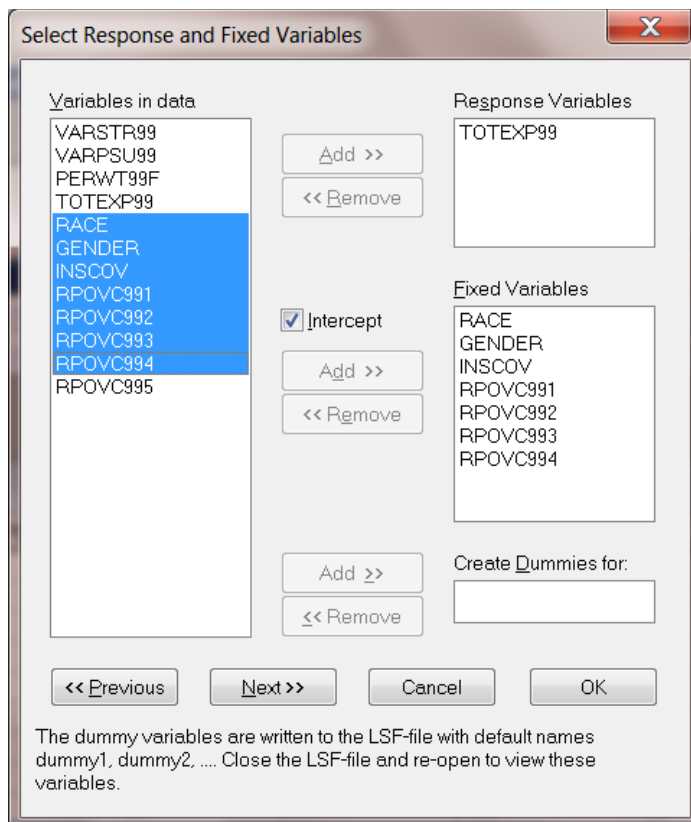 Select Response and Fixed Variables
X
Variables in data
VARSTR99
VARPSU99
PERWT99F
TOTEXP99
RACE
GENDER
INSCOV
RPOVC991
RPOVC992
RPOVC993
RPOVC994
RPOVC995
Add >>
<< Remove
Response Variables
TOTEXP99
Intercept
Add >>
<< Remove
Fixed Variables
RACE
GENDER
INSCOV
RPOVC991
RPOVC992
RPOVC993
RPOVC994
Add >>
<< Remove
Create Dummies for:
<< Previous
Next >>
Cancel
OK
The dummy variables are written to the LSF-file with default names
dummy1, dummy2, .... Close the LSF-file and re-open to view these
variables.